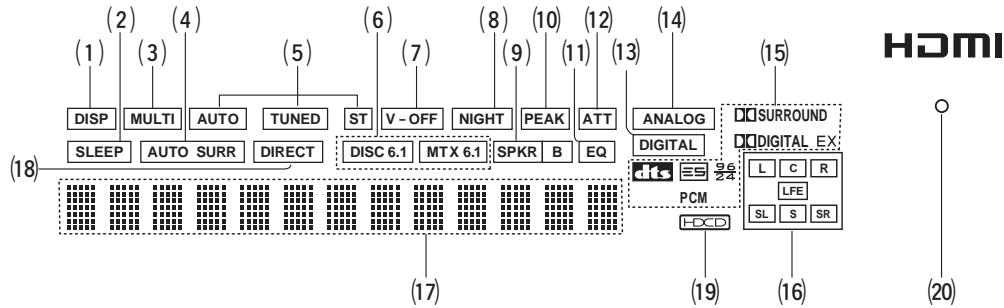 (2) (4) (6) (8) (10) (12) (14)
(1) (3) (5) (7) (9) (11) (13) (15)
HDMI
DISP MULTI AUTO TUNED ST V-OFF NIGHT PEAK ATT ANALOG DD SURROUND
SLEEP AUTO SURR DIRECT DISC 6.1 MTX 6.1 SPKR B EQ DIGITAL DD DIGITAL EX
(18)
dts ES 96/24
L C R
LFE
SL S SR
PCM
HDCD
(17) (19) (16) (20)